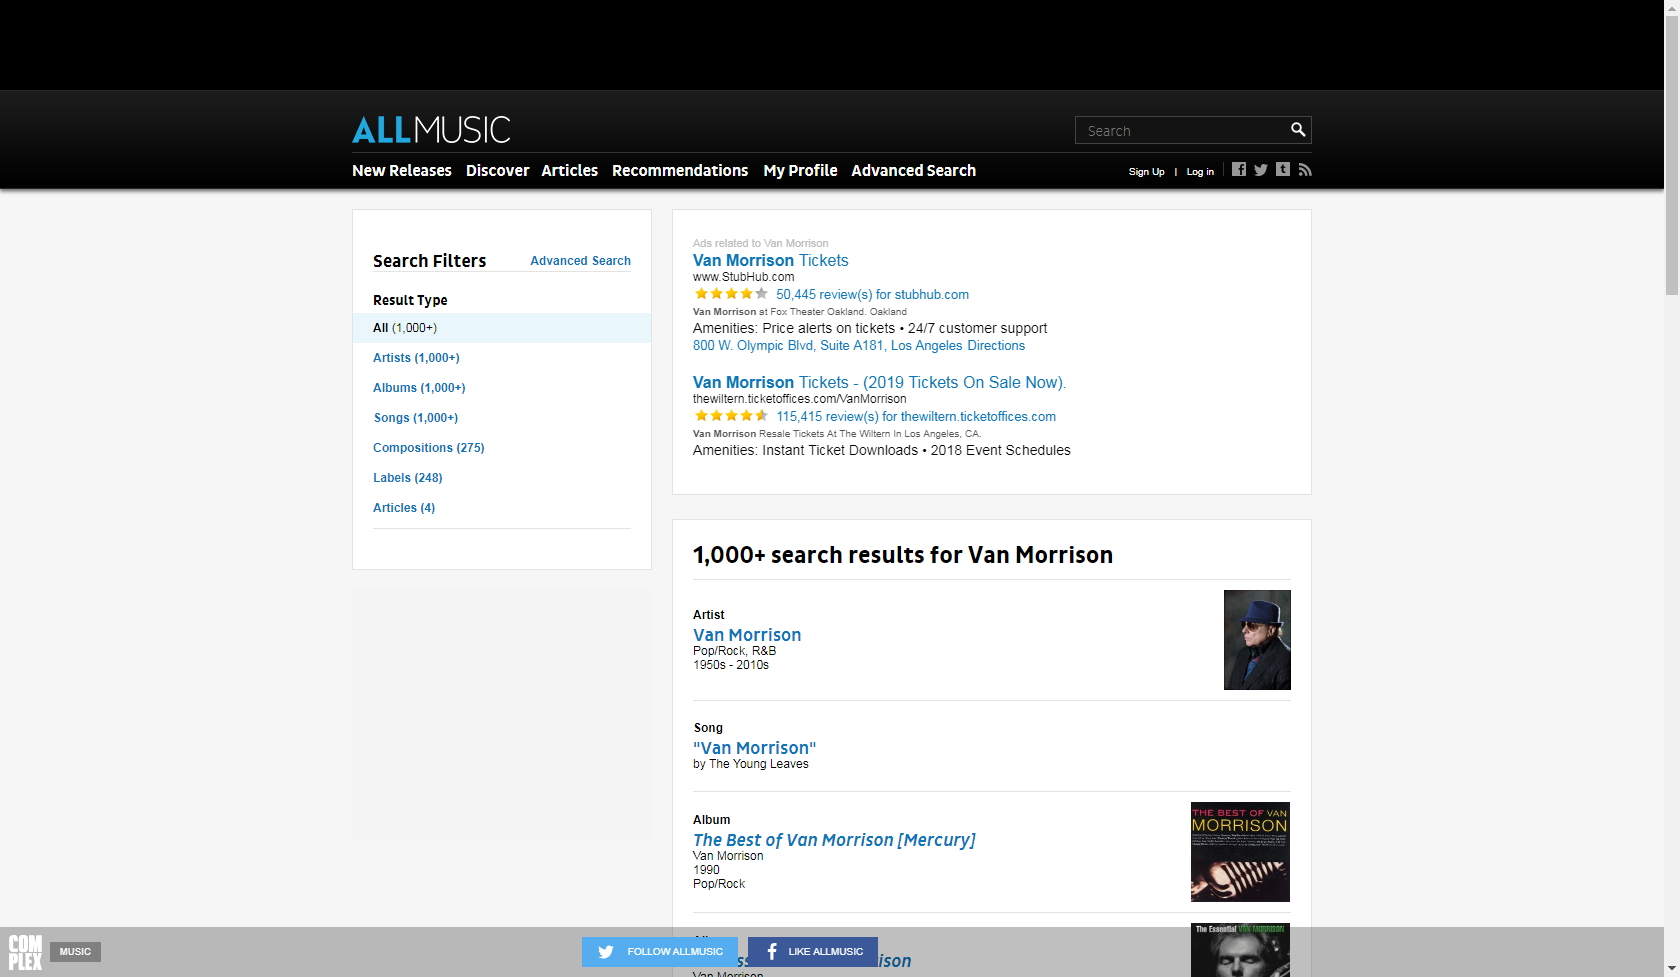 ALLMUSIC
Search
New Releases Discover Articles Recommendations My Profile Advanced Search
Sign Up | Log in
Search Filters
Advanced Search
Result Type
All (1,000+)
Artists (1,000+)
Albums (1,000+)
Songs (1,000+)
Compositions (275)
Labels (248)
Articles (4)
Ads related to Van Morrison
Van Morrison Tickets
www.StubHub.com
50,445 review(s) for stubhub.com
Van Morrison at Fox Theater Oakland. Oakland
Amenities: Price alerts on tickets • 24/7 customer support
800 W. Olympic Blvd, Suite A181, Los Angeles Directions
Van Morrison Tickets - (2019 Tickets On Sale Now).
thewiltern.ticketoffices.com/VanMorrison
115,415 review(s) for thewiltern.ticketoffices.com
Van Morrison Resale Tickets At The Wiltern In Los Angeles, CA.
Amenities: Instant Ticket Downloads • 2018 Event Schedules
1,000+ search results for Van Morrison
Artist
Van Morrison
Pop/Rock, R&B
1950s - 2010s
Song
"Van Morrison"
by The Young Leaves
Album
The Best of Van Morrison [Mercury]
Van Morrison
1990
Pop/Rock
THE BEST OF VAN
MORRISON
The Essential VAN MORRISON
Van Morrison
COM
PLEX
MUSIC
FOLLOW ALLMUSIC
LIKE ALLMUSIC